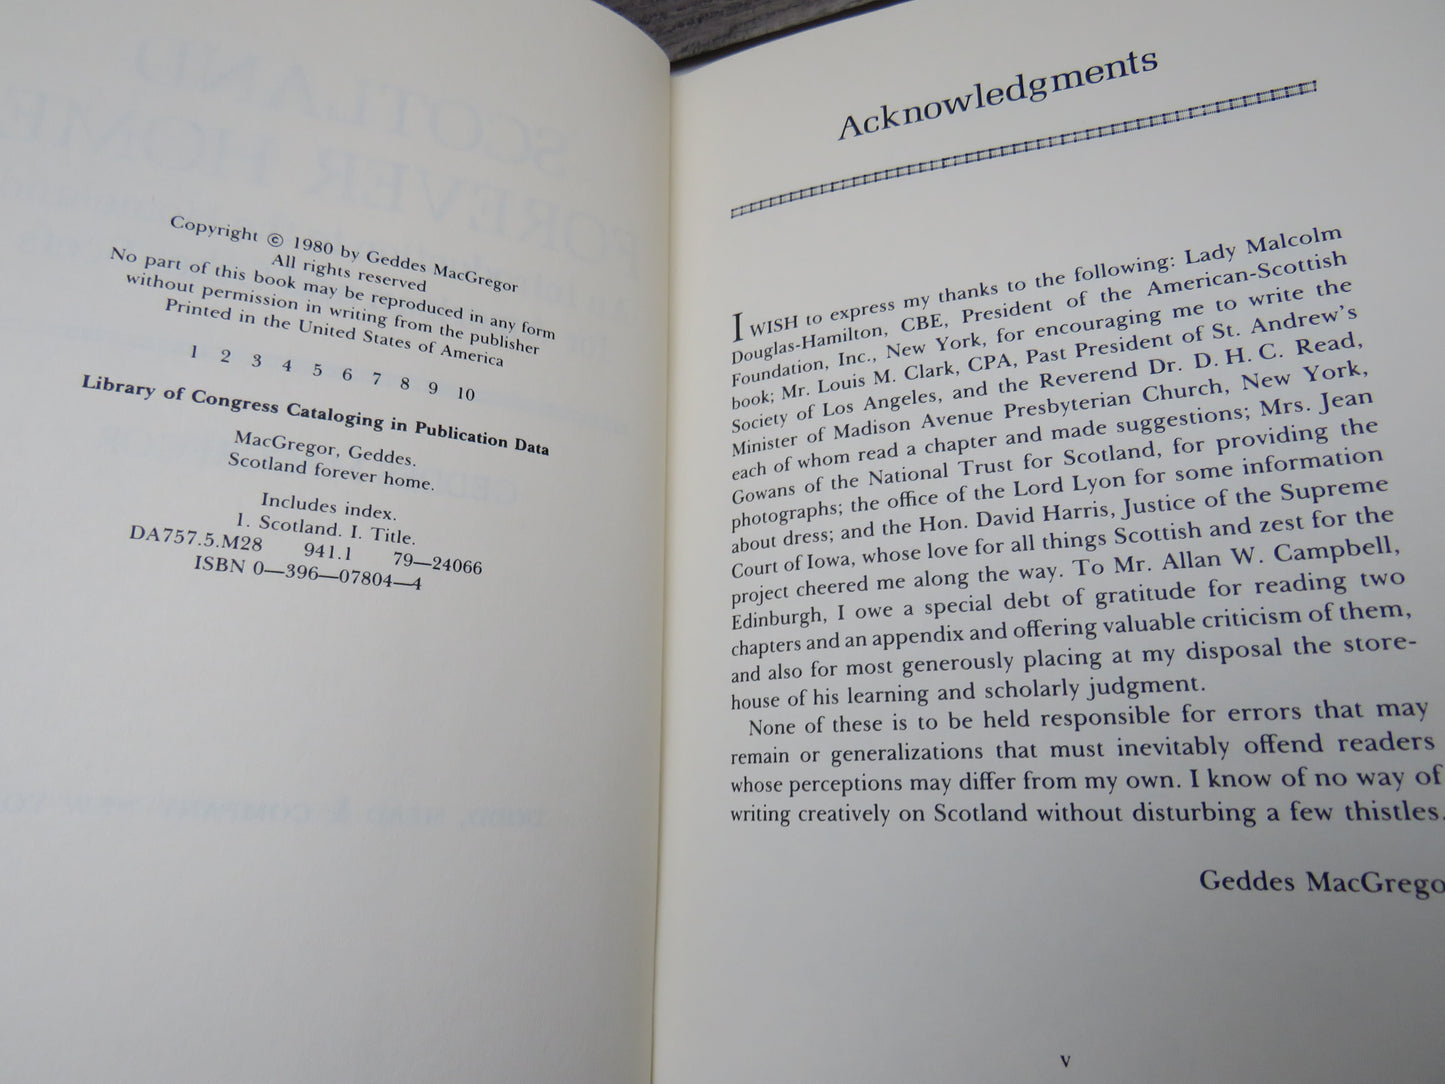 Copyright © 1980 by Geddes MacGregor
All rights reserved
No part of this book may be reproduced in any form
without permission in writing from the publisher
Printed in the United States of America
1 2 3 4 5 6 7 8 9 10
Library of Congress Cataloging in Publication Data
MacGregor, Geddes.
Scotland forever home.
Includes index.
1. Scotland. I. Title.
DA757.5.M28 941.1 79—24066
ISBN 0—396—07804—4
Acknowledgments
I WISH to express my thanks to the following: Lady Malcolm
Douglas-Hamilton, CBE, President of the American-Scottish
Foundation, Inc., New York, for encouraging me to write the
book; Mr. Louis M. Clark, CPA, Past President of St. Andrew's
Society of Los Angeles, and the Reverend Dr. D. H. C. Read,
Minister of Madison Avenue Presbyterian Church, New York,
each of whom read a chapter and made suggestions; Mrs. Jean
Gowans of the National Trust for Scotland, for providing the
photographs; the office of the Lord Lyon for some information
about dress; and the Hon. David Harris, Justice of the Supreme
Court of Iowa, whose love for all things Scottish and zest for the
project cheered me along the way. To Mr. Allan W. Campbell,
Edinburgh, I owe a special debt of gratitude for reading two
chapters and an appendix and offering valuable criticism of them,
and also for most generously placing at my disposal the store-
house of his learning and scholarly judgment.
None of these is to be held responsible for errors that may
remain or generalizations that must inevitably offend readers
whose perceptions may differ from my own. I know of no way of
writing creatively on Scotland without disturbing a few thistles.
Geddes MacGrego
v